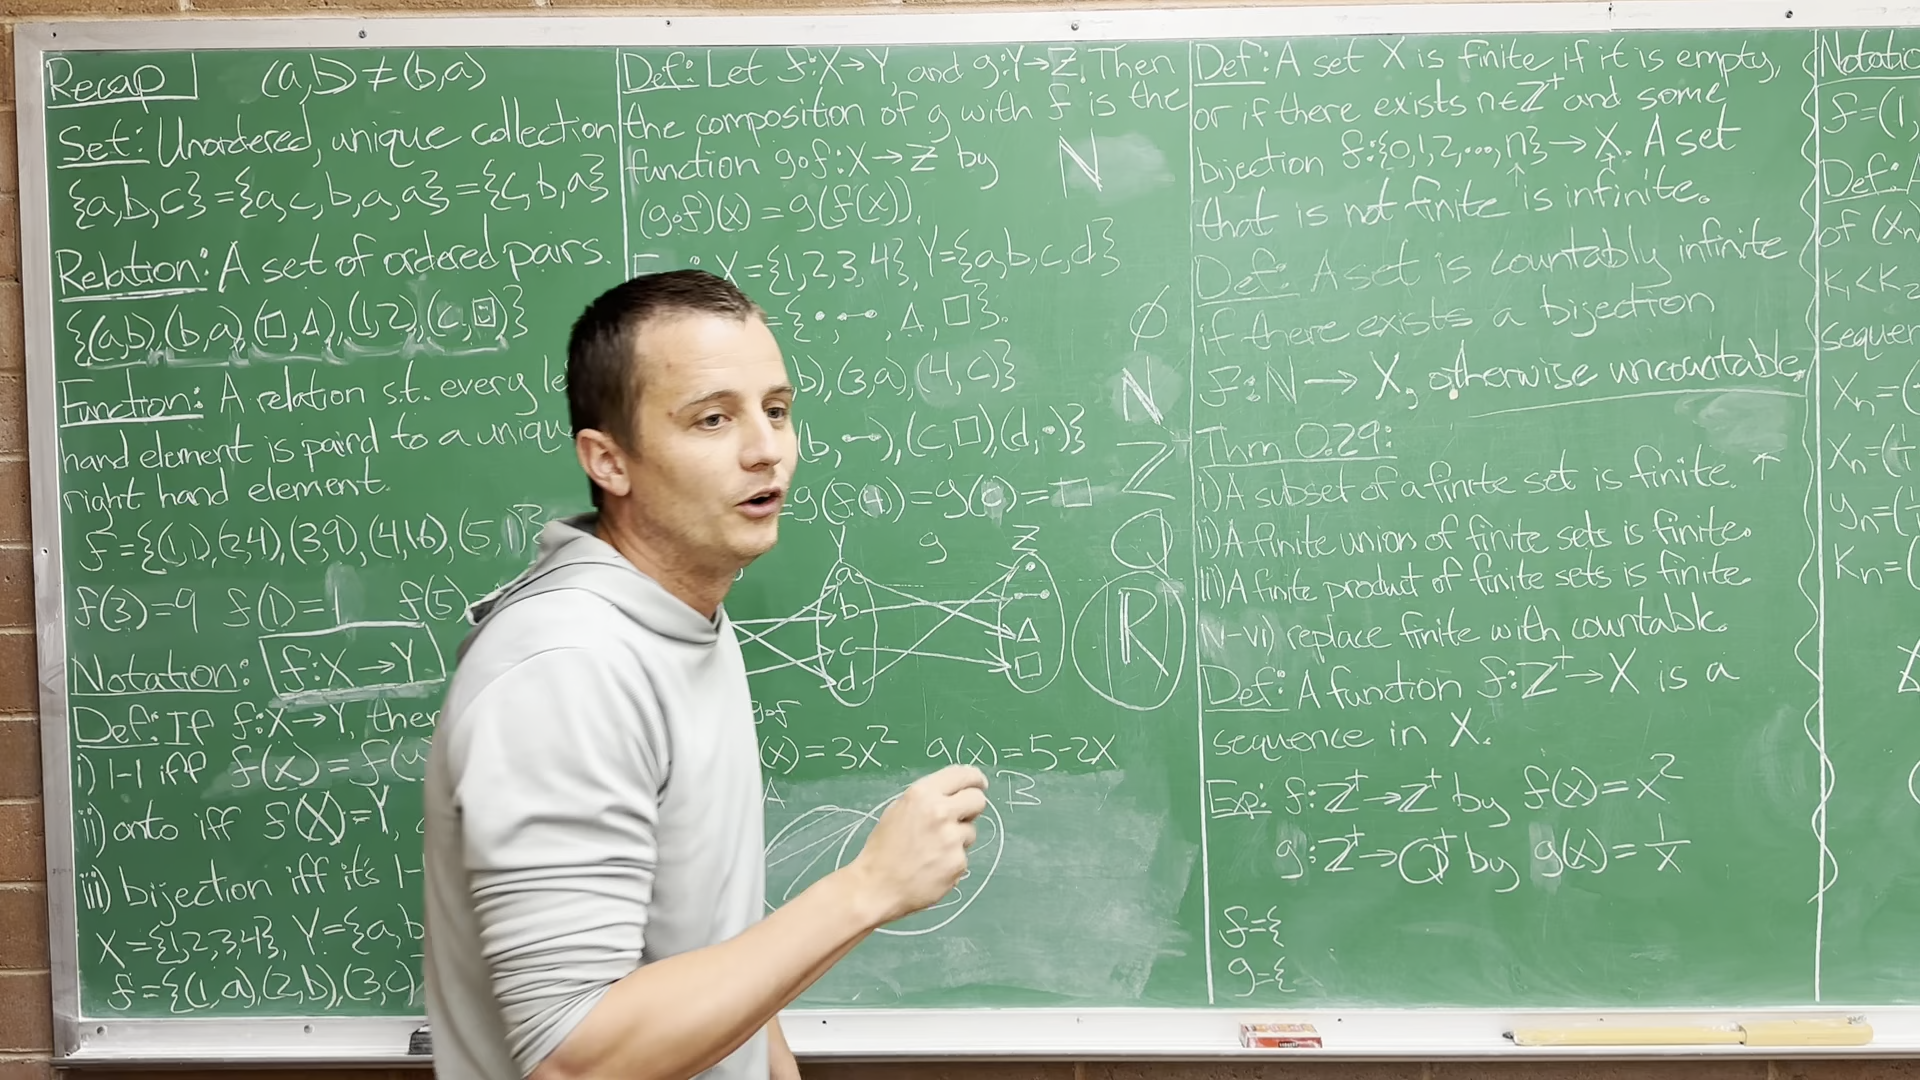 Recap (a,b) ≠ (b,a)
Set: Unordered, unique collection
{a,b,c}={a,c,b,a,a}={c,b,a}
Relation: A set of ordered pairs.
{(a,b),(b,a),(□,Δ),(1,2),(c,
Function: A relation s.t. every
hand element is paird to a
right hand element.
f={(1,1),(2,4),(3,9),(4,16),(5,
f(3)=9 f(1)=1 f(5)
Notation: f:X→Y
Def: If f:X→Y,
i) 1-1 iff f(x)=
ii) onto iff f(X)=Y,
iii) bijection iff it's 1-
X={1,2,3,4}, Y={a,b
f={(1,a),(2,b),(3,c)
Def: Let f:X→Y, and g:Y→Z. Then
the composition of g with f is the
function g∘f:X→Z by N
(g∘f)(x)=g(f(x)).
X={1,2,3,4} Y={a,b,c,d}
={•,•-•,Δ,□}. ∅
b),(3,a),(4,c)} N
(b,•-•),(c,□)(d,•)} Z
=g(f(4))=g(c)=□
Y g Z Q
a •
b •-•
c Δ R
d □
g∘f
(x)=3x² g(x)=5-2x
A B
Def: A set X is finite if it is empty,
or if there exists n∈Z⁺ and some
bijection f:{0,1,2,...,n}→X. A set
that is not finite is infinite.
Def: A set is countably infinite
if there exists a bijection
f:N→X, otherwise uncountable
Thm 0.29:
i) A subset of a finite set is finite.
ii) A finite union of finite sets is finite.
iii) A finite product of finite sets is finite.
iv-vi) replace finite with countable.
Def: A function f:Z⁺→X is a
sequence in X.
Exp: f:Z⁺→Z⁺ by f(x)=x²
g:Z⁺→Q⁺ by g(x)=1/x
f={
g={
f=(1,
Def:
of (xₙ
k₁<k₂
Xₙ=(
Xₙ=(
yₙ=(
Kₙ=(